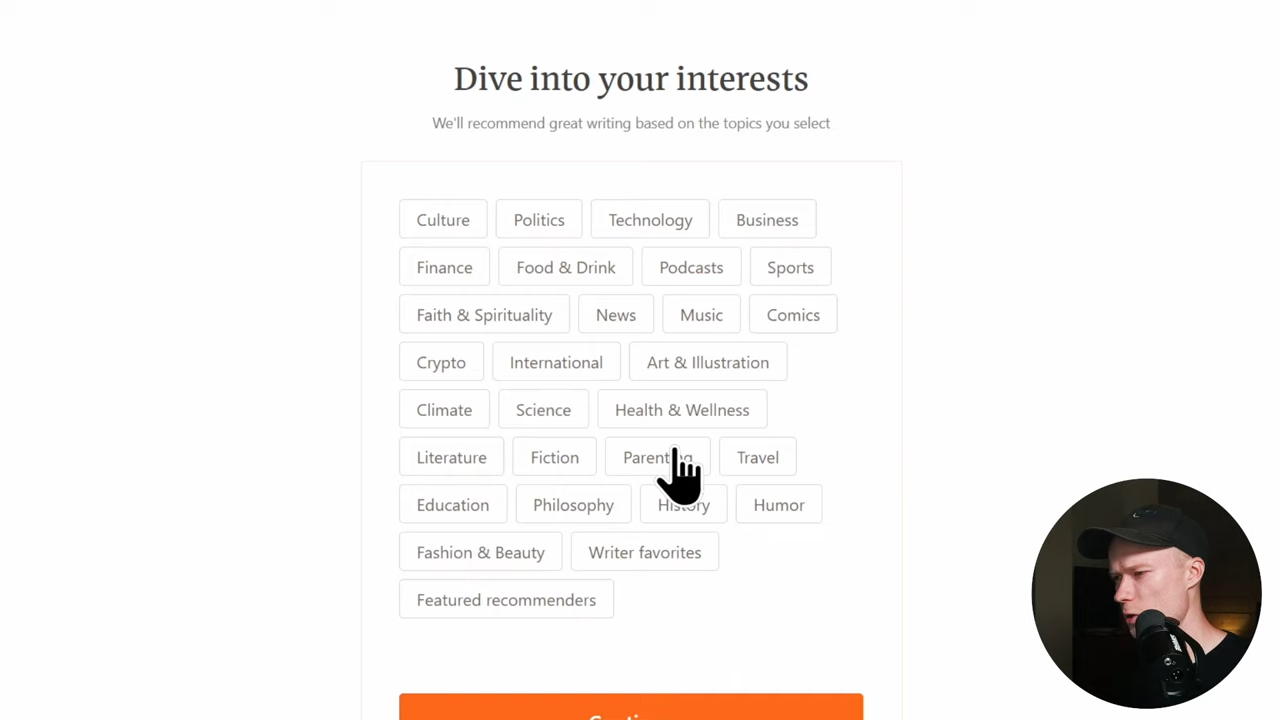 Dive into your interests
We'll recommend great writing based on the topics you select
Culture Politics Technology Business
Finance Food & Drink Podcasts Sports
Faith & Spirituality News Music Comics
Crypto International Art & Illustration
Climate Science Health & Wellness
Literature Fiction Parenting Travel
Education Philosophy History Humor
Fashion & Beauty Writer favorites
Featured recommenders